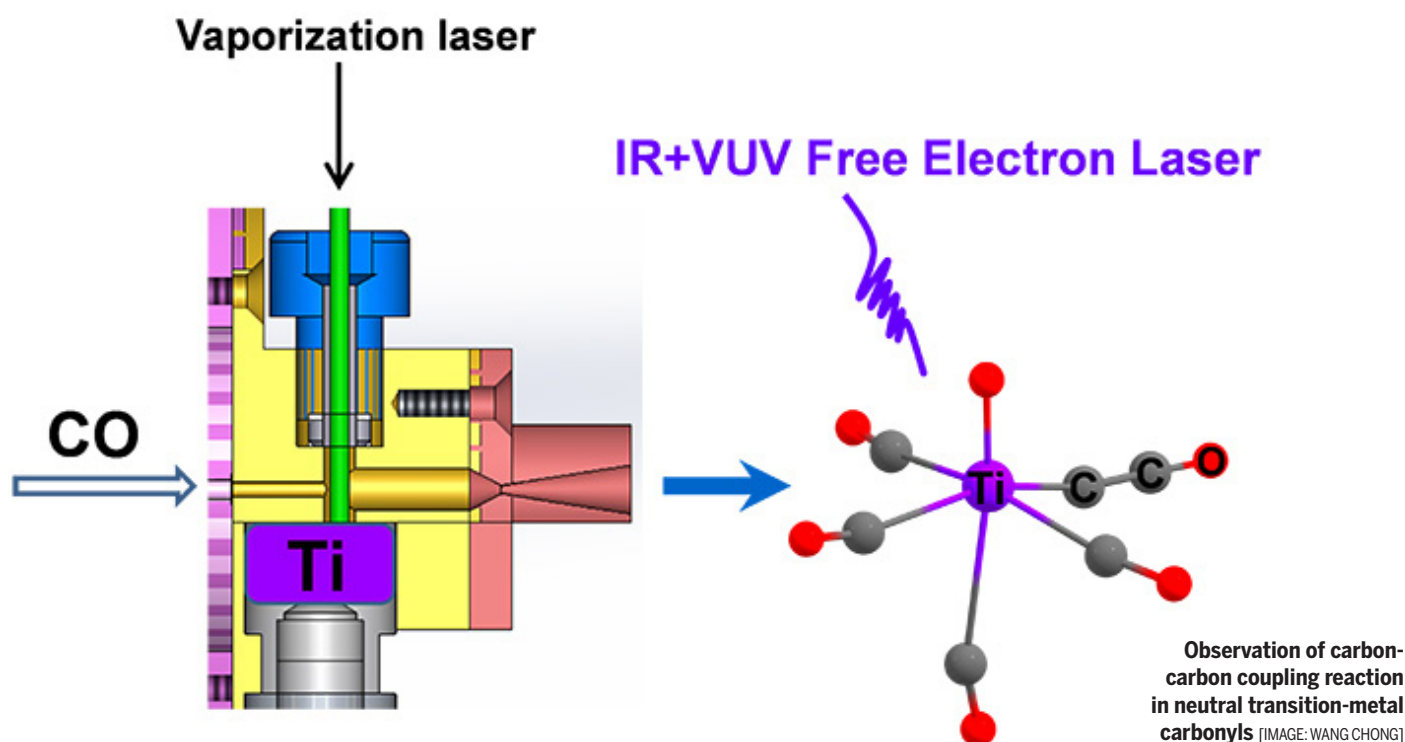 Vaporization laser
IR+VUV Free Electron Laser
CO
Ti
Ti
C
C
O
Observation of carbon-
carbon coupling reaction
in neutral transition-metal
carbonyls [IMAGE: WANG CHONG]